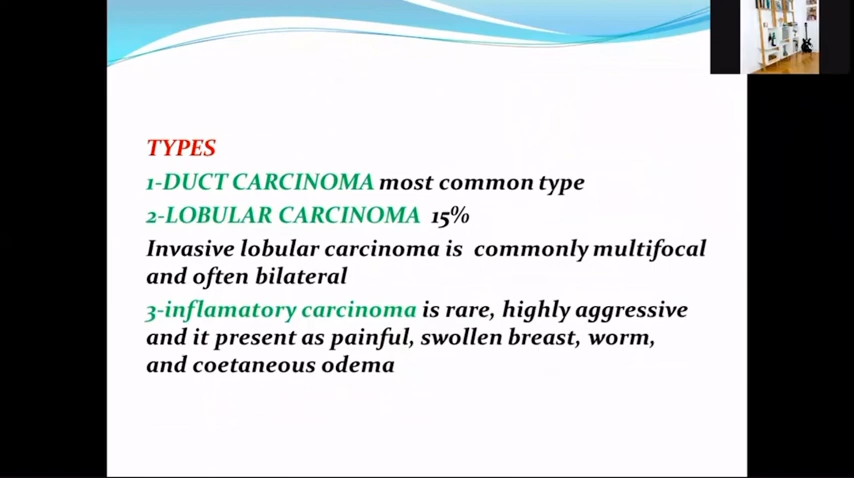 TYPES
1-DUCT CARCINOMA most common type
2-LOBULAR CARCINOMA 15%
Invasive lobular carcinoma is commonly multifocal
and often bilateral
3-inflamatory carcinoma is rare, highly aggressive
and it present as painful, swollen breast, worm,
and coetaneous odema